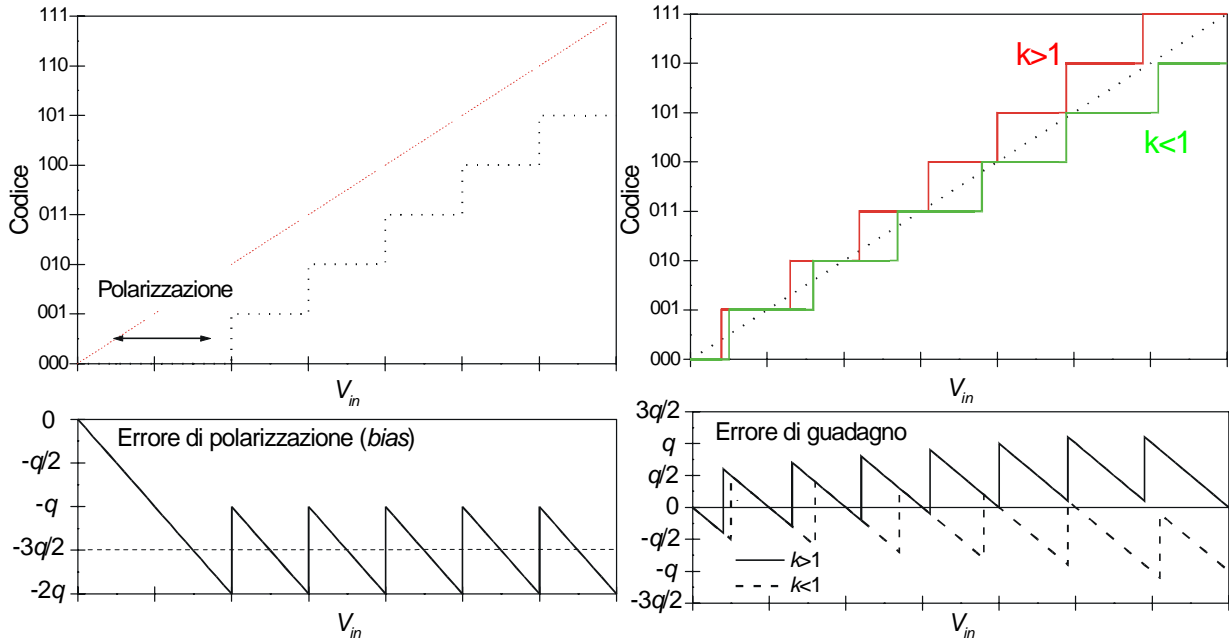 111
110
101
100
011
010
001
000
Codice
Polarizzazione
V_in
111
110
101
100
011
010
001
000
Codice
k>1
k<1
V_in
0
-q/2
-q
-3q/2
-2q
Errore di polarizzazione (bias)
V_in
3q/2
q
q/2
0
-q/2
-q
-3q/2
Errore di guadagno
k>1
k<1
V_in